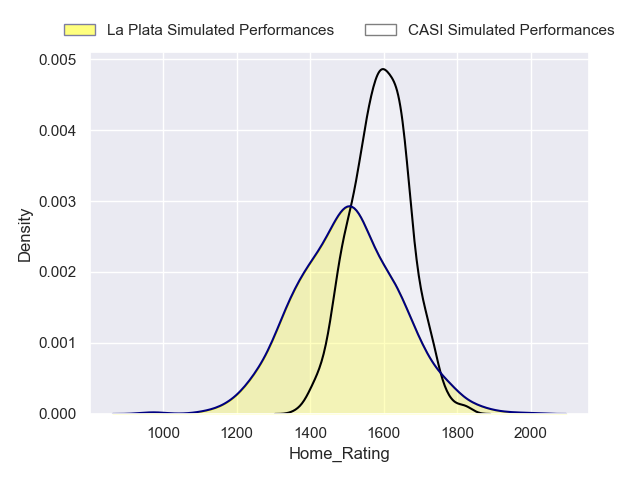 La Plata Simulated Performances CASI Simulated Performances
0.005
0.004
0.003
0.002
0.001
0.000
Density
1000 1200 1400 1600 1800 2000
Home_Rating